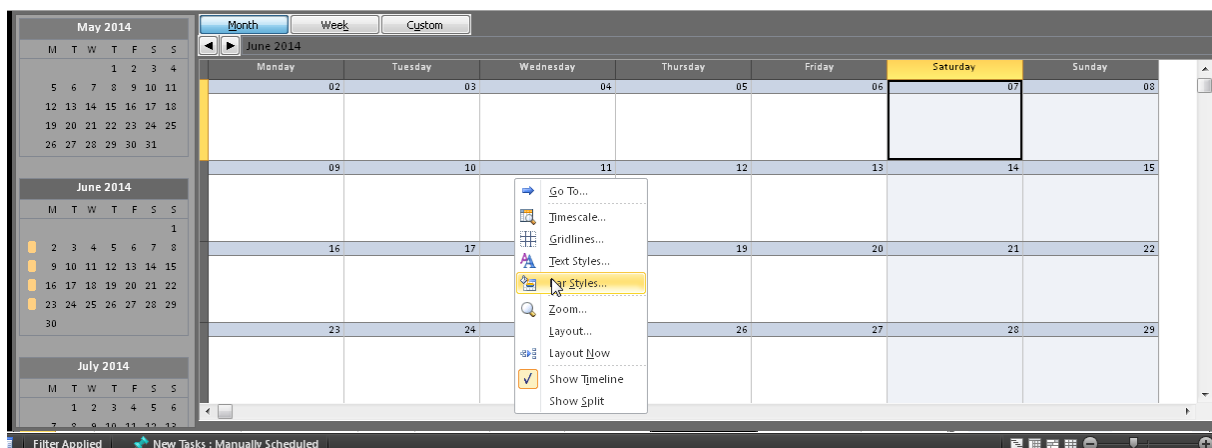 May 2014
M T W T F S S
1 2 3 4
5 6 7 8 9 10 11
12 13 14 15 16 17 18
19 20 21 22 23 24 25
26 27 28 29 30 31
June 2014
M T W T F S S
1
2 3 4 5 6 7 8
9 10 11 12 13 14 15
16 17 18 19 20 21 22
23 24 25 26 27 28 29
30
July 2014
M T W T F S S
1 2 3 4 5 6
7 8 9 10 11 12 13
Month Week Custom
June 2014
Monday Tuesday Wednesday Thursday Friday Saturday Sunday
02 03 04 05 06 07 08
09 10 11 12 13 14 15
16 17 19 20 21 22
23 24 26 27 28 29
Go To...
Timescale...
Gridlines...
Text Styles...
Bar Styles...
Zoom...
Layout...
Layout Now
Show Timeline
Show Split
Filter Applied New Tasks : Manually Scheduled